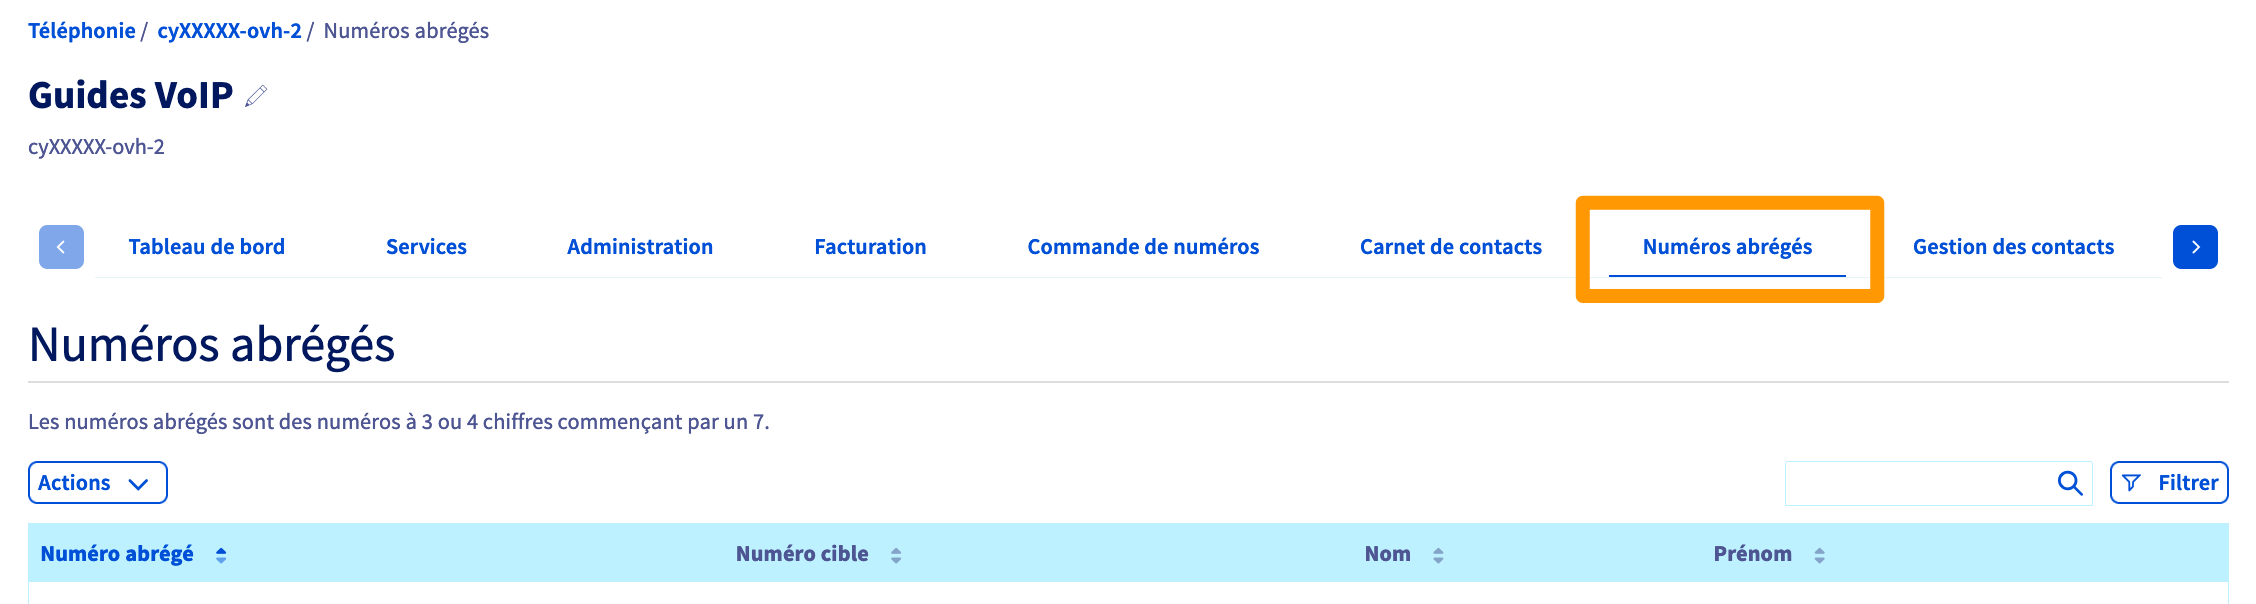 Téléphonie / cyXXXXX-ovh-2 / Numéros abrégés
Guides VoIP
cyXXXXX-ovh-2
Tableau de bord Services Administration Facturation Commande de numéros Carnet de contacts Numéros abrégés Gestion des contacts
Numéros abrégés
Les numéros abrégés sont des numéros à 3 ou 4 chiffres commençant par un 7.
Actions Filtrer
Numéro abrégé Numéro cible Nom Prénom